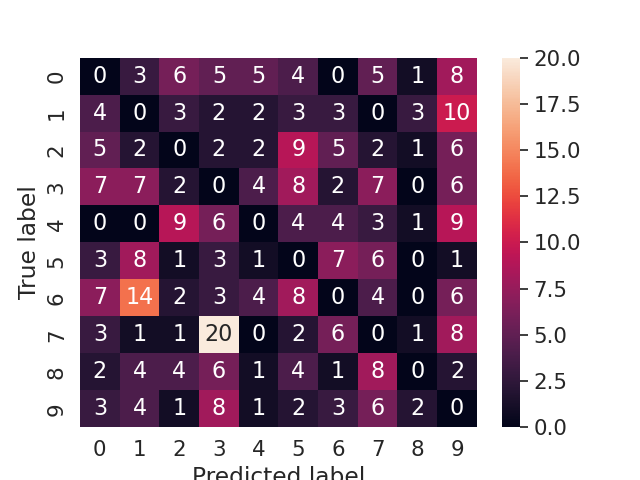 0 0 3 6 5 5 4 0 5 1 8
1 4 0 3 2 2 3 3 0 3 10
2 5 2 0 2 2 9 5 2 1 6
3 7 7 2 0 4 8 2 7 0 6
4 0 0 9 6 0 4 4 3 1 9
5 3 8 1 3 1 0 7 6 0 1
6 7 14 2 3 4 8 0 4 0 6
7 3 1 1 20 0 2 6 0 1 8
8 2 4 4 6 1 4 1 8 0 2
9 3 4 1 8 1 2 3 6 2 0
0 1 2 3 4 5 6 7 8 9
True label
Predicted label
20.0
17.5
15.0
12.5
10.0
7.5
5.0
2.5
0.0